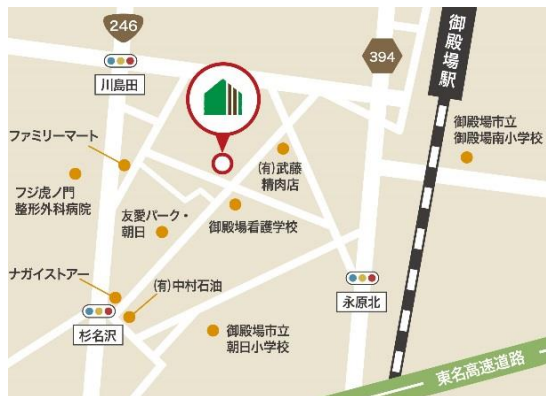 246
川島田
394
御殿場駅
ファミリーマート
フジ虎ノ門
整形外科病院
(有)武藤
精肉店
御殿場市立
御殿場南小学校
友愛パーク・
朝日
御殿場看護学校
ナガイストアー
(有)中村石油
杉名沢
御殿場市立
朝日小学校
永原北
東名高速道路